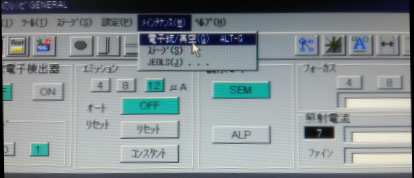 GENERAL
ﾂｰﾙ(I) ｽﾃｰｼﾞ(S) 設定(P) ﾒｲﾝﾃﾅﾝｽ(M) ﾍﾙﾌﾟ(H)
電子銃/真空(G) ALT-G
ｽﾃｰｼﾞ(S)
JEOLS(J)...
電子検出器
ON
1
エミッション
4 8 12 μA
オート OFF
リセット リセット
コンスタント
SEM
ALP
フォーカス
4 8
照射電流
7
ファイン